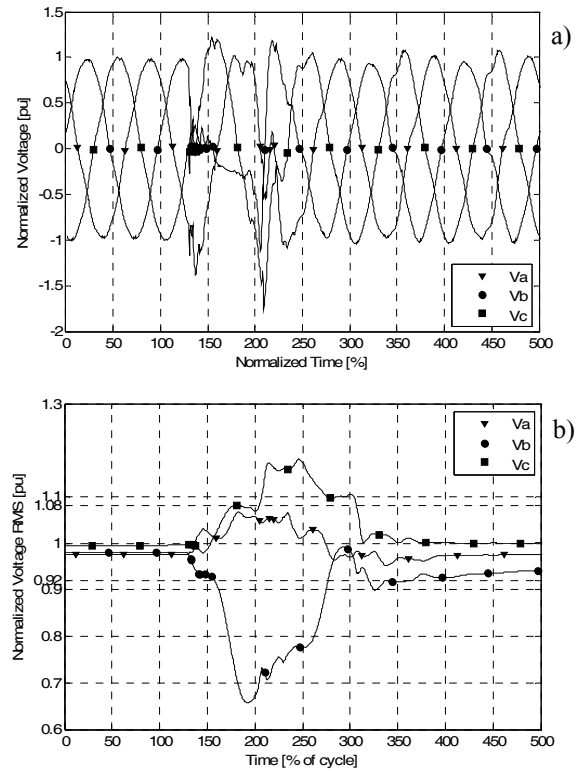 a)
1.5
1
0.5
0
-0.5
-1
-1.5
-2
Normalized Voltage [pu]
Va
Vb
Vc
0 50 100 150 200 250 300 350 400 450 500
Normalized Time [%]
b)
1.3
1.1
1.08
1
0.92
0.9
0.8
0.7
0.6
Normalized Voltage RMS [pu]
Va
Vb
Vc
0 50 100 150 200 250 300 350 400 450 500
Time [% of cycle]